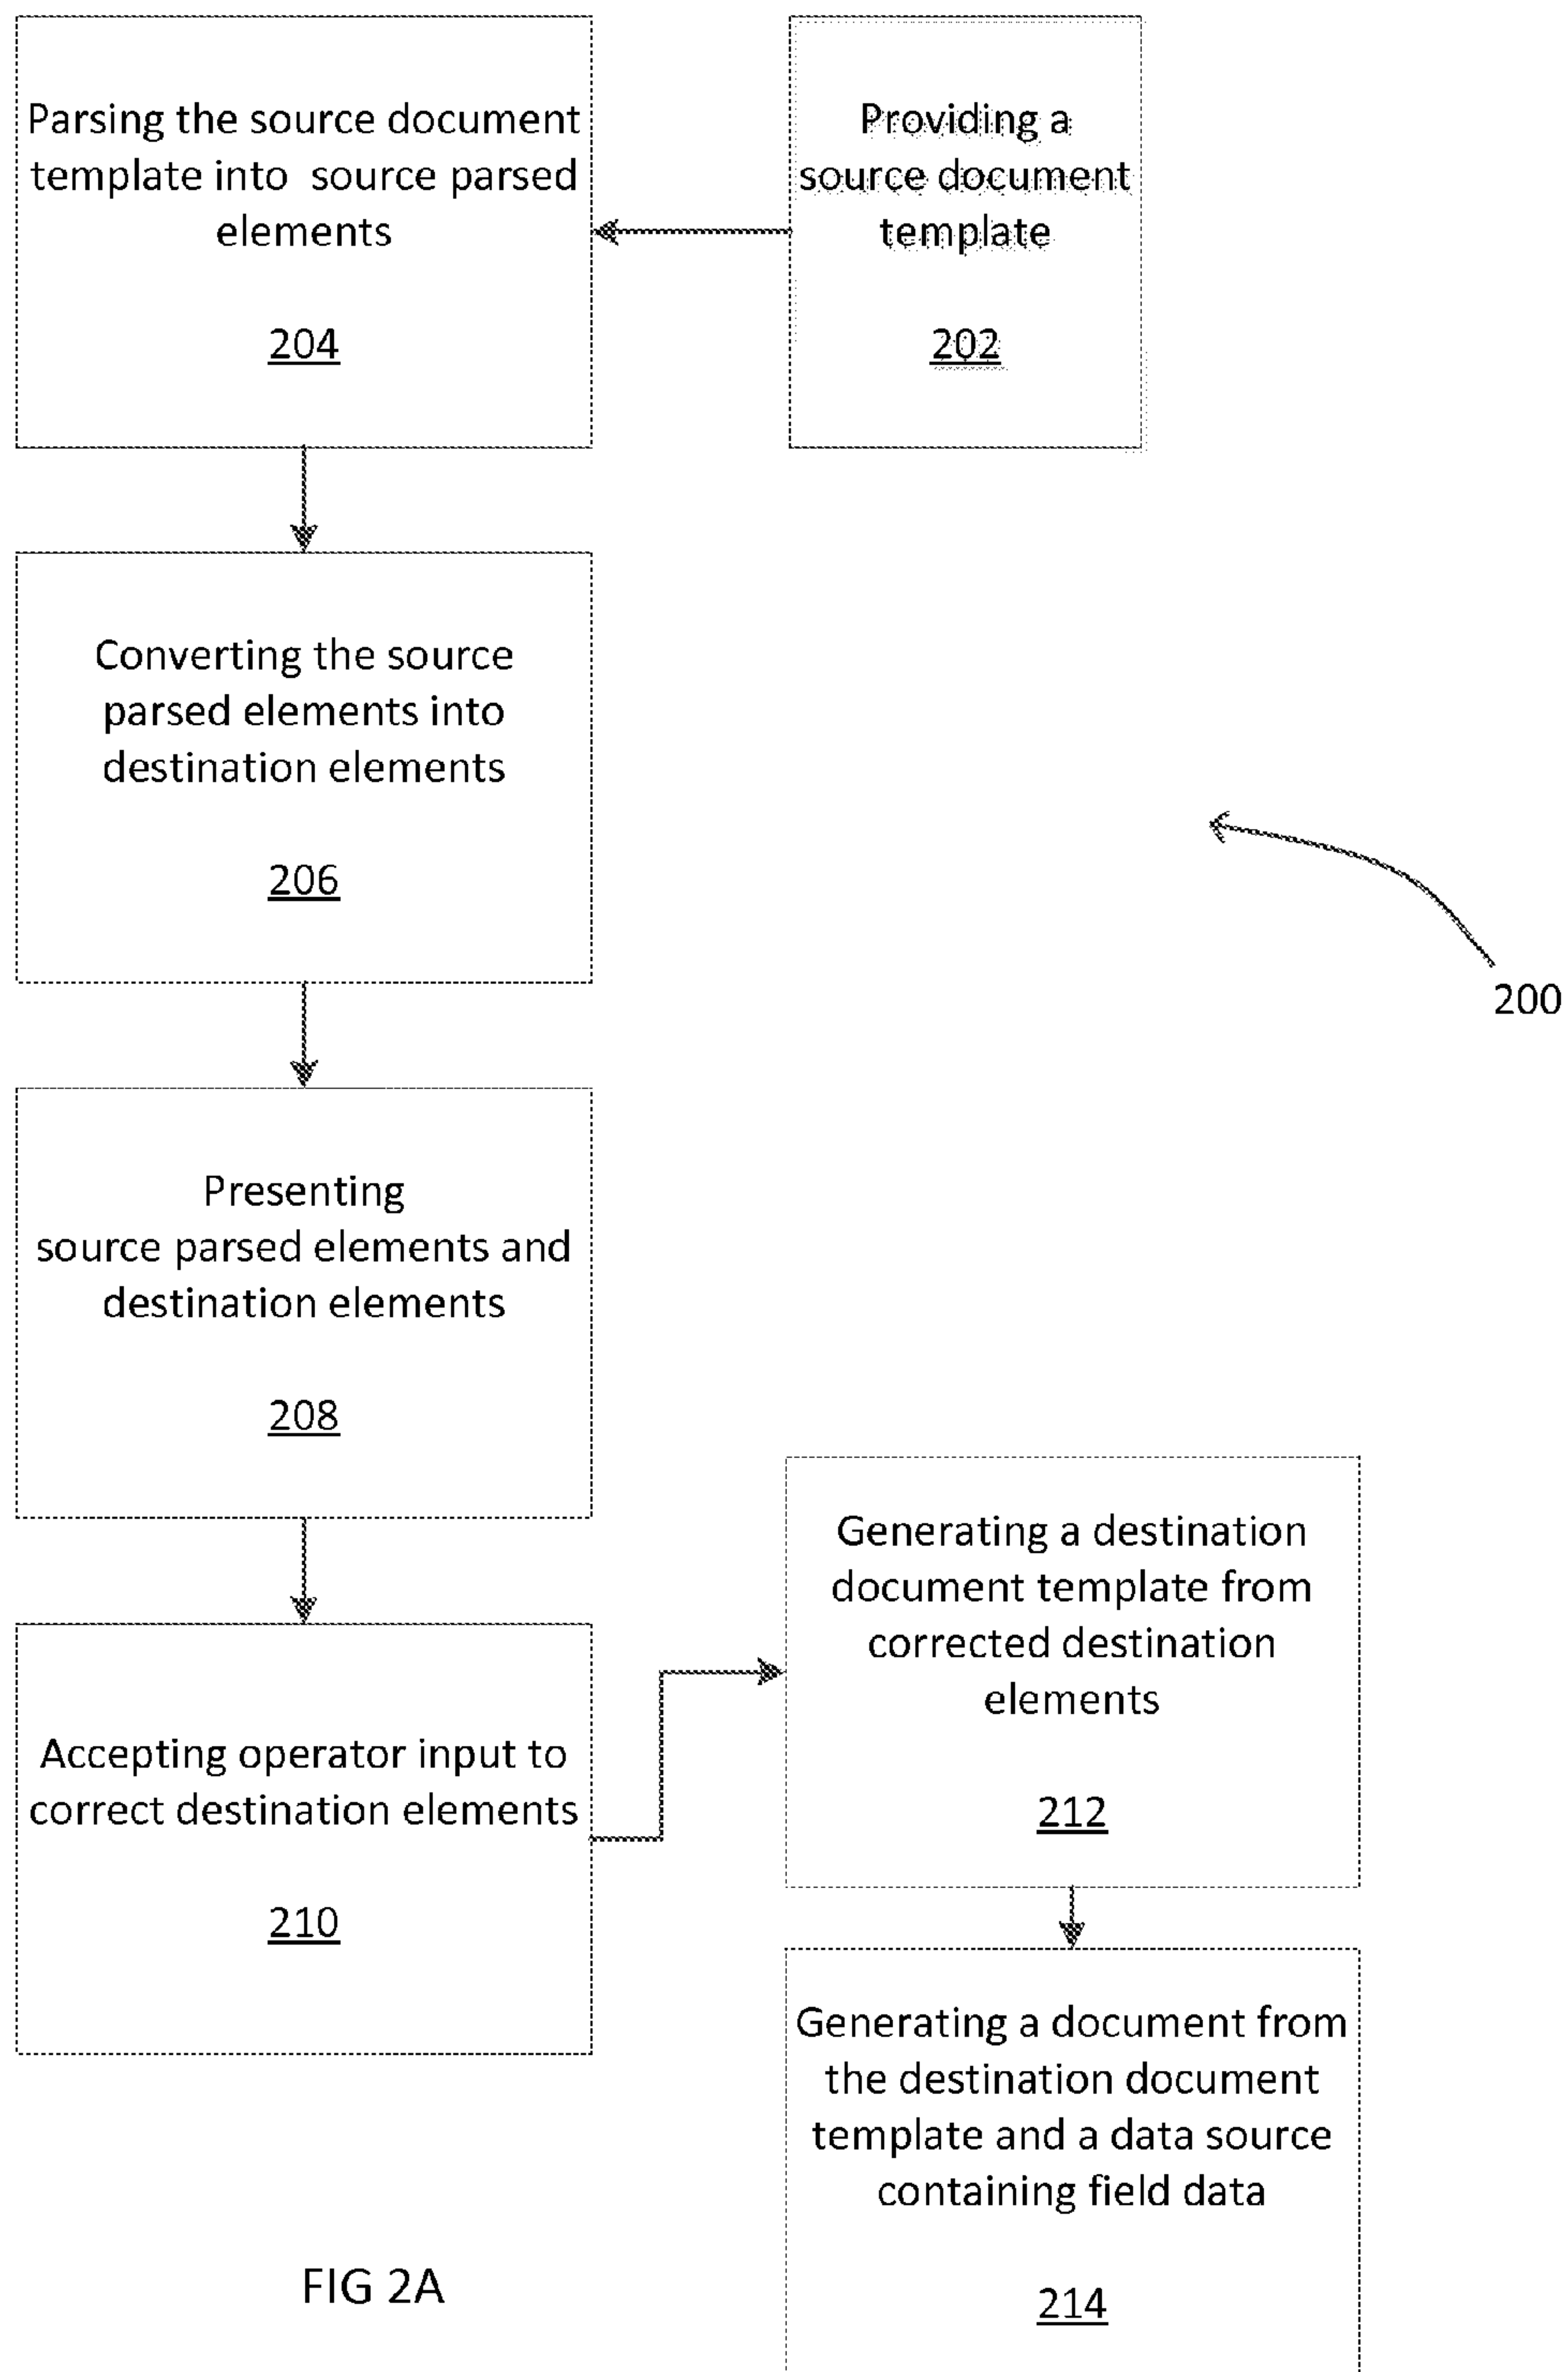 Parsing the source document
template into source parsed
elements
204
Providing a
source document
template
202
Converting the source
parsed elements into
destination elements
206
200
Presenting
source parsed elements and
destination elements
208
Accepting operator input to
correct destination elements
210
Generating a destination
document template from
corrected destination
elements
212
Generating a document from
the destination document
template and a data source
containing field data
214
FIG 2A